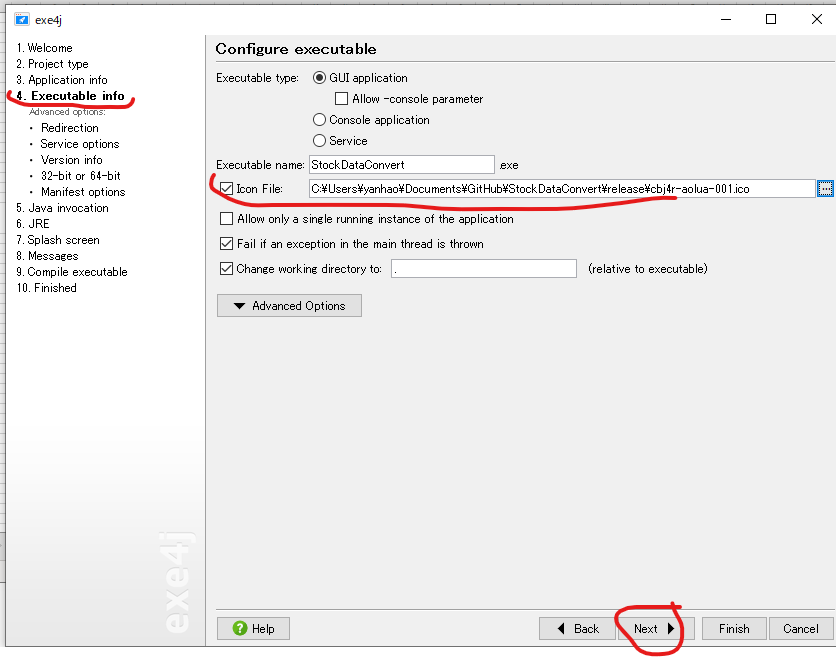 exe4j
1. Welcome
2. Project type
3. Application info
4. Executable info
Advanced options:
• Redirection
• Service options
• Version info
• 32-bit or 64-bit
• Manifest options
5. Java invocation
6. JRE
7. Splash screen
8. Messages
9. Compile executable
10. Finished
exe4j
Configure executable
Executable type: GUI application
Allow -console parameter
Console application
Service
Executable name: StockDataConvert .exe
Icon File: C:¥Users¥yanhao¥Documents¥GitHub¥StockDataConvert¥release¥cbj4r-aolua-001.ico ...
Allow only a single running instance of the application
Fail if an exception in the main thread is thrown
Change working directory to: . (relative to executable)
Advanced Options
Help Back Next Finish Cancel